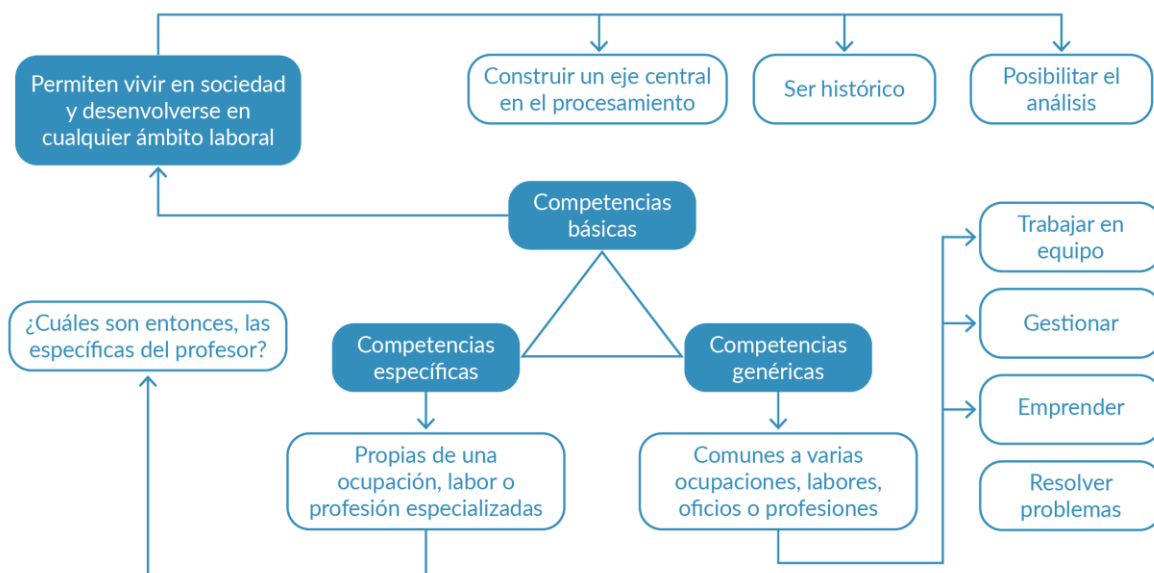 Permiten vivir en sociedad
y desenvolverse en
cualquier ámbito laboral
Construir un eje central
en el procesamiento
Ser histórico
Posibilitar el
análisis
Competencias
básicas
Trabajar en
equipo
¿Cuáles son entonces, las
específicas del profesor?
Competencias
específicas
Competencias
genéricas
Gestionar
Emprender
Propias de una
ocupación, labor o
profesión especializadas
Comunes a varias
ocupaciones, labores,
oficios o profesiones
Resolver
problemas